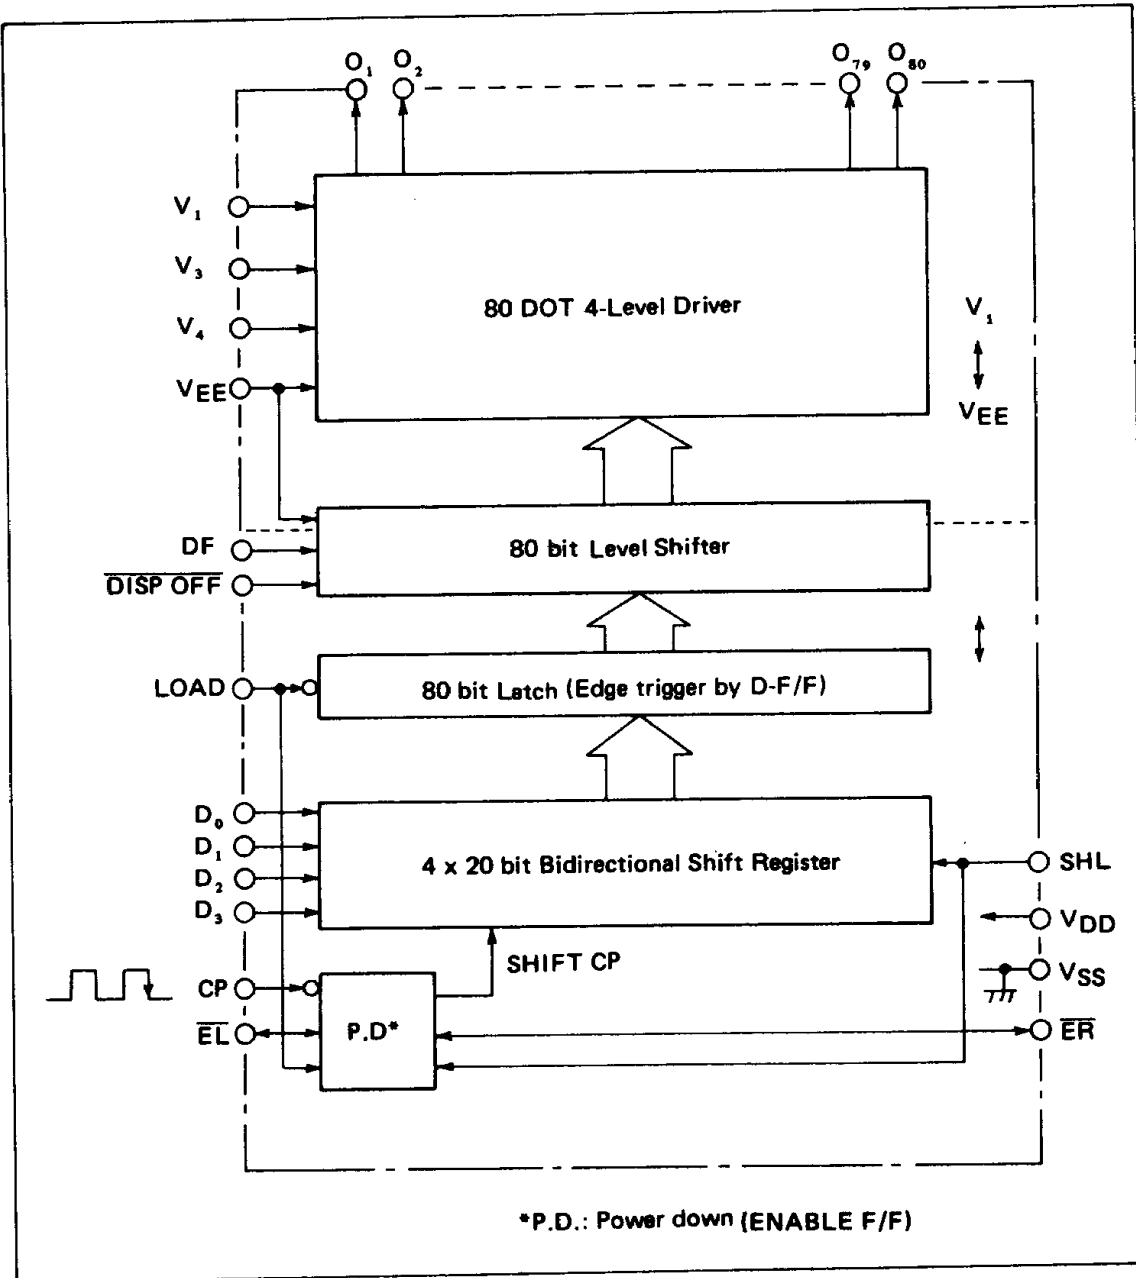 O₁ O₂ O₇₉ O₈₀
V₁
V₃
80 DOT 4-Level Driver
V₁
V₄
VEE
VEE
DF
80 bit Level Shifter
DISP OFF
LOAD
80 bit Latch (Edge trigger by D-F/F)
D₀
D₁
4 x 20 bit Bidirectional Shift Register
SHL
D₂
D₃
VDD
SHIFT CP
CP
VSS
EL
P.D*
ER
*P.D.: Power down (ENABLE F/F)